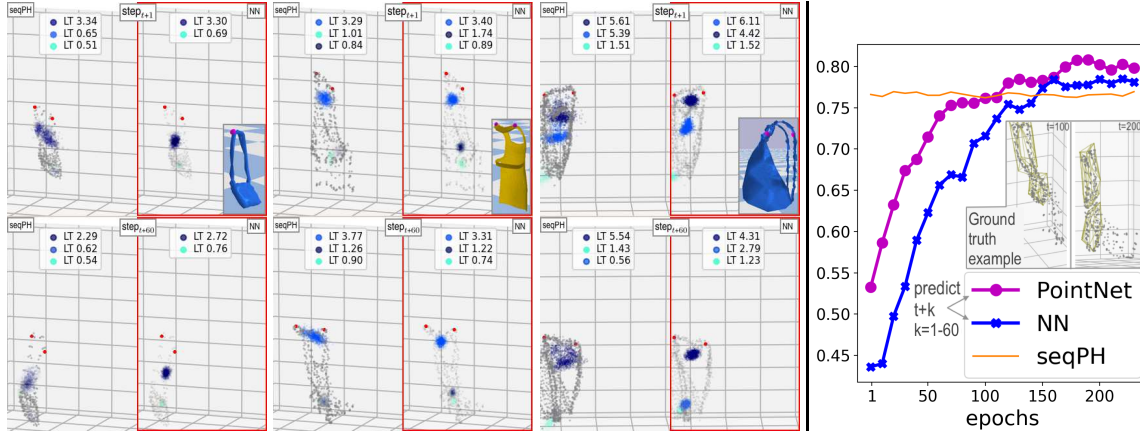 seqPH
step_{t+1}
NN
LT 3.34
LT 0.65
LT 0.51
LT 3.30
LT 0.69
seqPH
step_{t+1}
NN
LT 3.29
LT 1.01
LT 0.84
LT 3.40
LT 1.74
LT 0.89
seqPH
step_{t+1}
NN
LT 5.61
LT 5.39
LT 1.51
LT 6.11
LT 4.42
LT 1.52
seqPH
step_{t+60}
NN
LT 2.29
LT 0.62
LT 0.54
LT 2.72
LT 0.76
seqPH
step_{t+60}
NN
LT 3.77
LT 1.26
LT 0.90
LT 3.31
LT 1.22
LT 0.74
seqPH
step_{t+60}
NN
LT 5.54
LT 1.43
LT 0.56
LT 4.31
LT 2.79
LT 1.23
0.80
0.75
0.70
0.65
0.60
0.55
0.50
0.45
t=100
t=200
Ground
truth
example
predict
t+k
k=1-60
PointNet
NN
seqPH
1
50
100
150
200
epochs